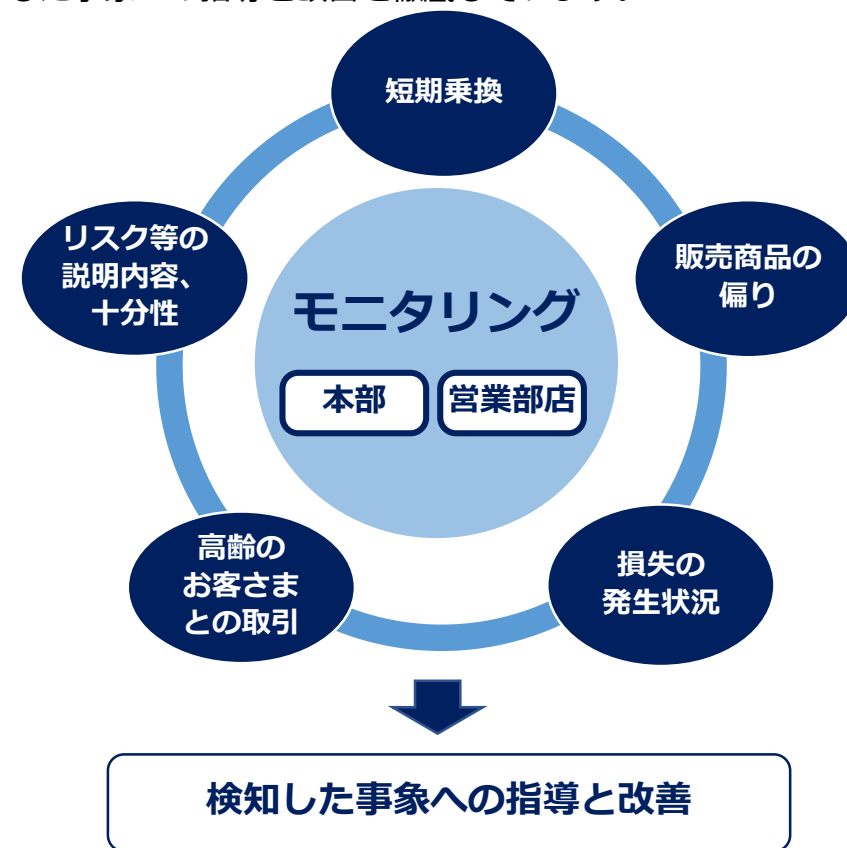 短期乗換
リスク等の
説明内容、
十分性
販売商品の
偏り
モニタリング
本部
営業部店
高齢の
お客さま
との取引
損失の
発生状況
検知した事象への指導と改善